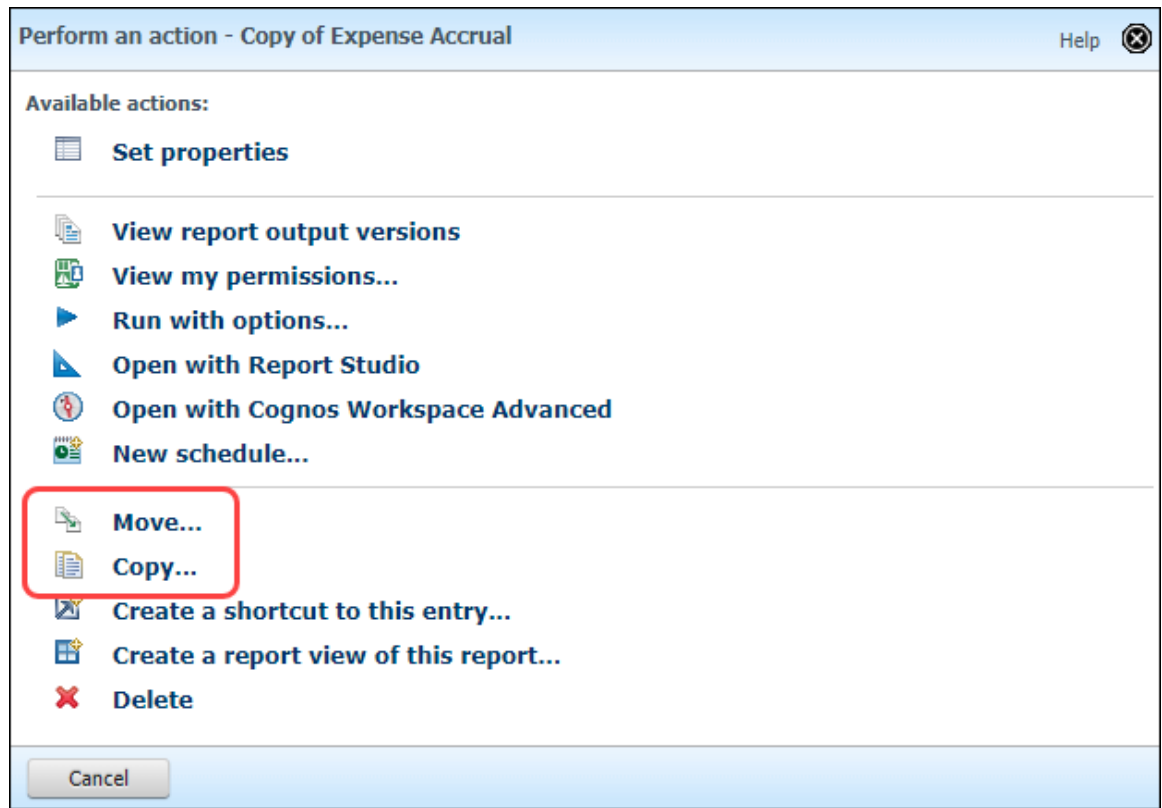 Perform an action - Copy of Expense Accrual
Help
Available actions:
Set properties
View report output versions
View my permissions...
Run with options...
Open with Report Studio
Open with Cognos Workspace Advanced
New schedule...
Move...
Copy...
Create a shortcut to this entry...
Create a report view of this report...
Delete
Cancel